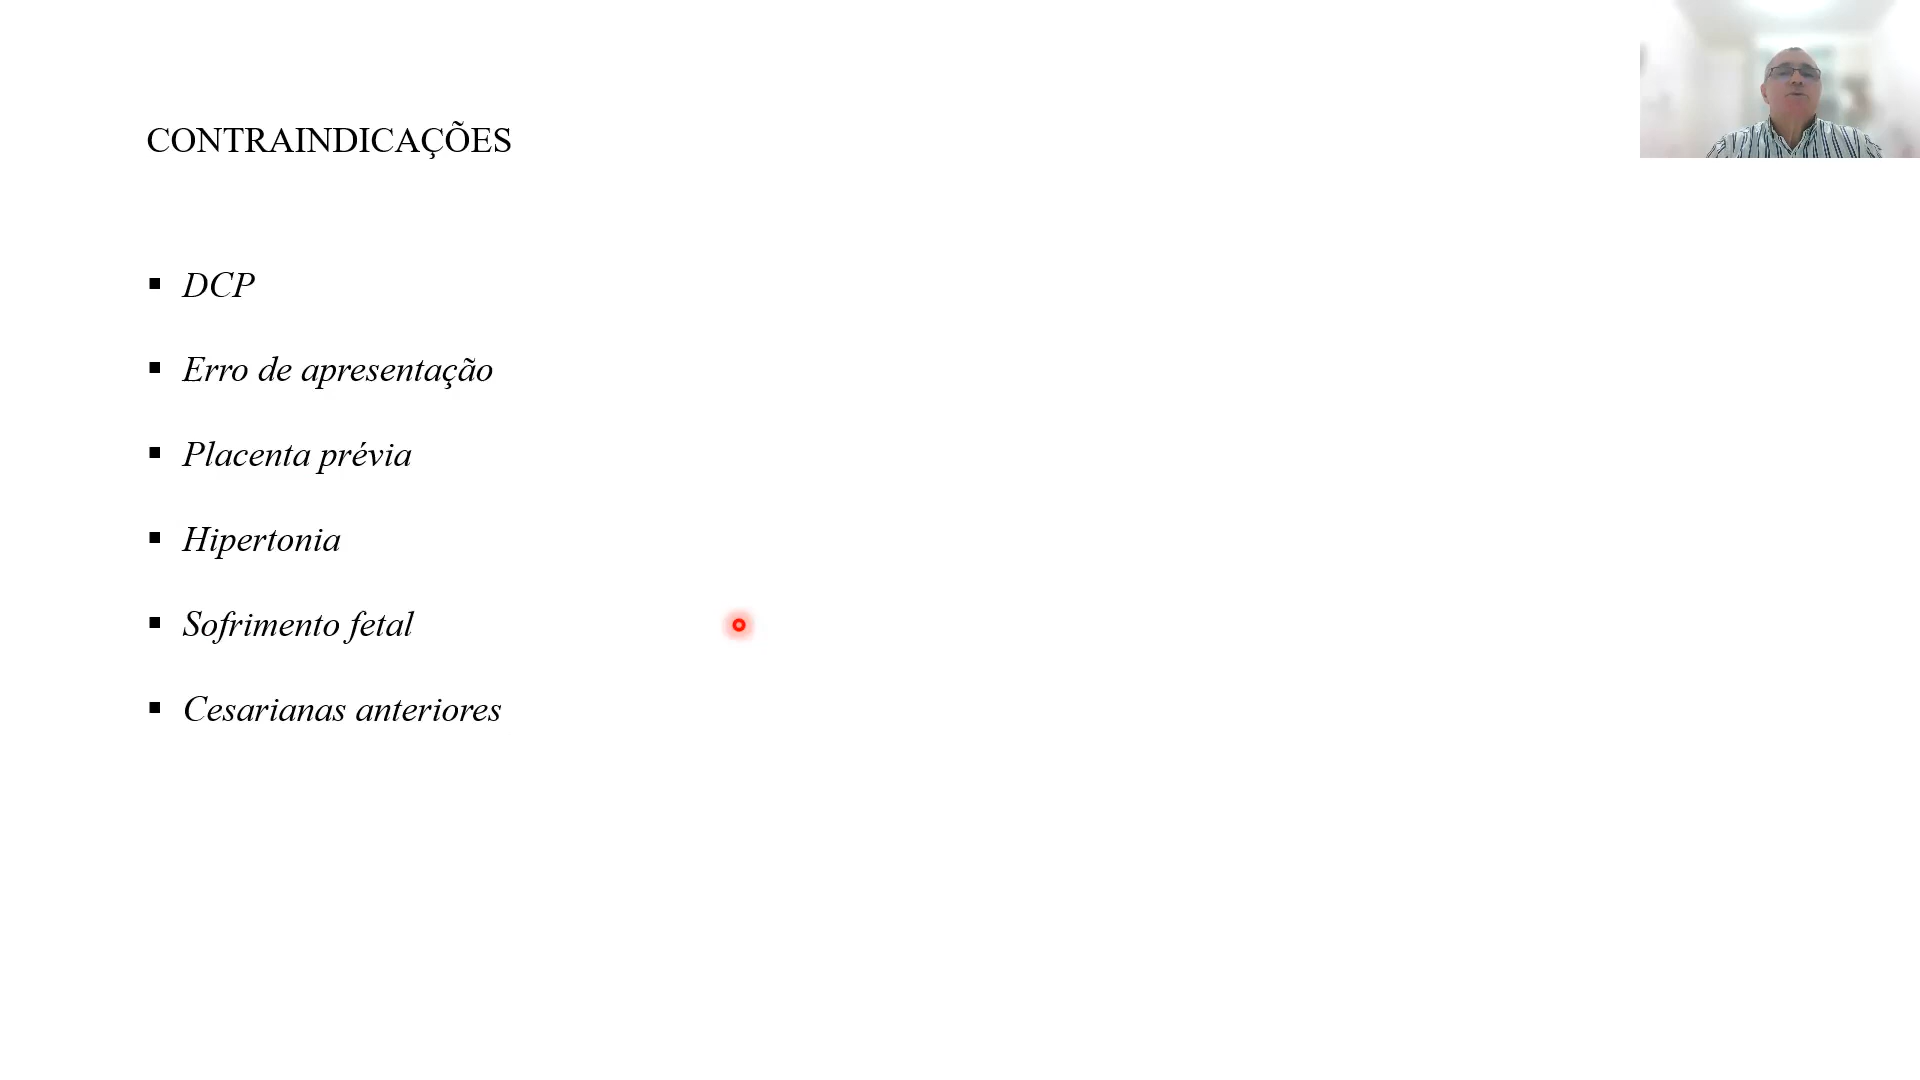 CONTRAINDICAÇÕES
▪ DCP
▪ Erro de apresentação
▪ Placenta prévia
▪ Hipertonia
▪ Sofrimento fetal
▪ Cesarianas anteriores